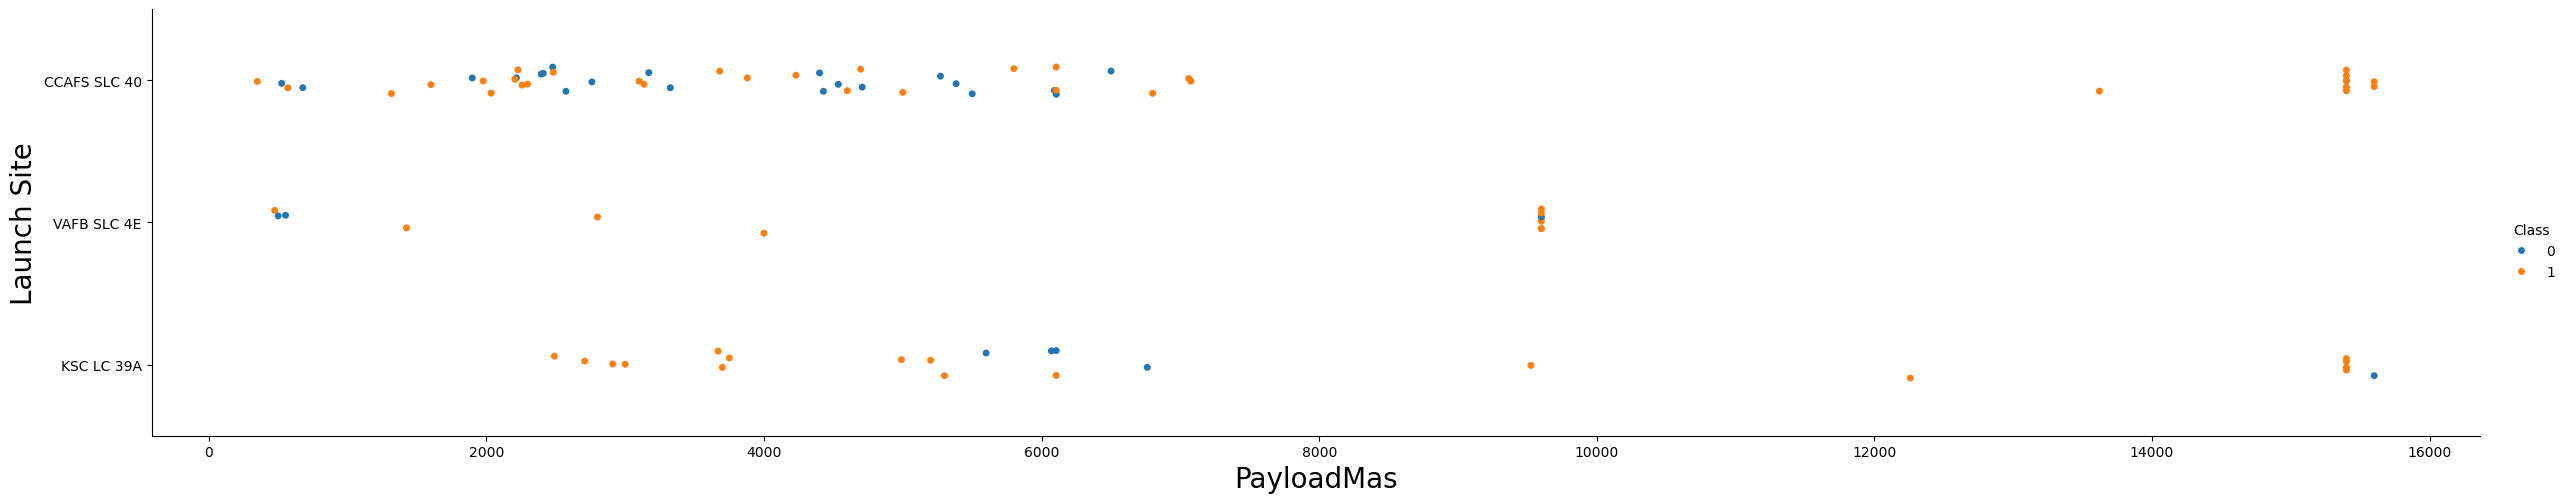 Launch Site
CCAFS SLC 40
VAFB SLC 4E
KSC LC 39A
0 2000 4000 6000 8000 10000 12000 14000 16000
PayloadMas
Class
0
1